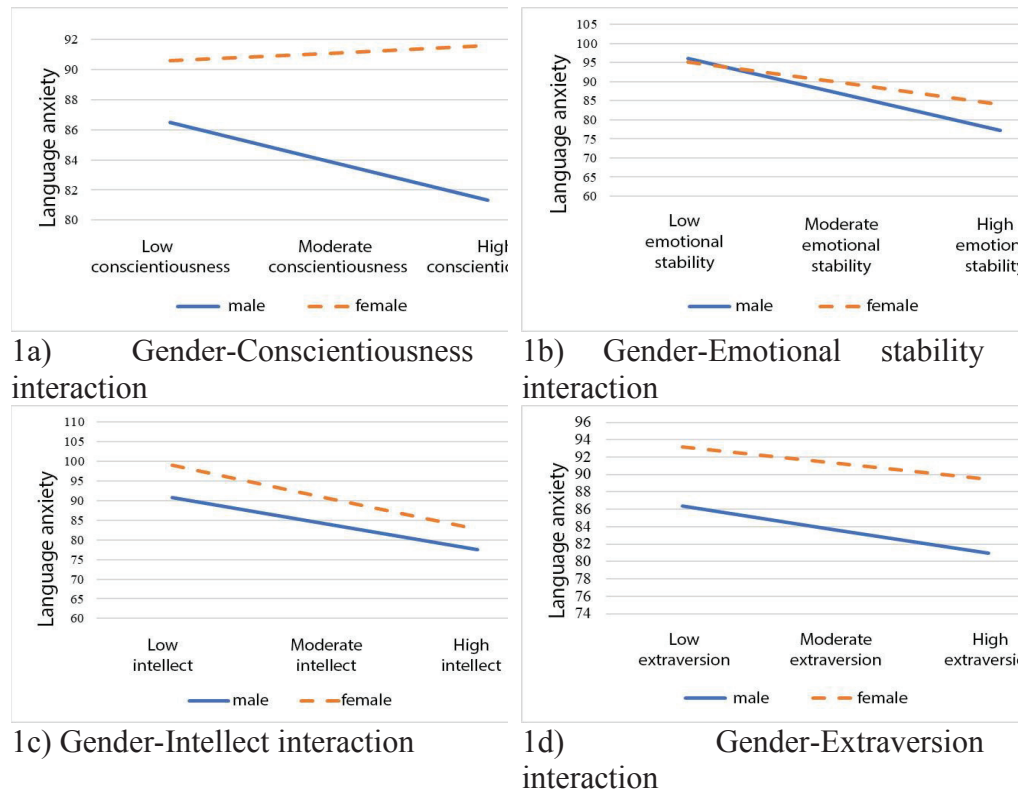 92
90
88
86
84
82
80
Language anxiety
Low Moderate High
conscientiousness conscientiousness conscientio
male female
1a) Gender-Conscientiousness
interaction
105
100
95
90
85
80
75
70
65
60
Language anxiety
Low Moderate High
emotional emotional emotional
stability stability stability
male female
1b) Gender-Emotional stability
interaction
110
105
100
95
90
85
80
75
70
65
60
Language anxiety
Low Moderate High
intellect intellect intellect
male female
1c) Gender-Intellect interaction
96
94
92
90
88
86
84
82
80
78
76
74
Language anxiety
Low Moderate High
extraversion extraversion extraversi
male female
1d) Gender-Extraversion
interaction